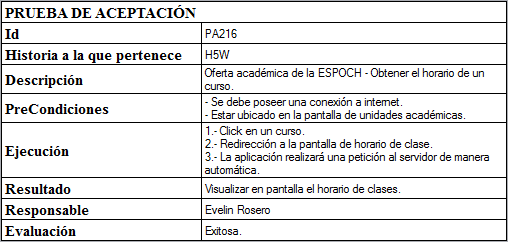 PRUEBA DE ACEPTACIÓN
Id PA216
Historia a la que pertenece H5W
Descripción Oferta académica de la ESPOCH - Obtener el horario de un
curso.
PreCondiciones - Se debe poseer una conexión a internet.
- Estar ubicado en la pantalla de unidades académicas.
Ejecución 1.- Click en un curso.
2.- Redirección a la pantalla de horario de clase.
3.- La aplicación realizará una petición al servidor de manera
automática.
Resultado Visualizar en pantalla el horario de clases.
Responsable Evelin Rosero
Evaluación Exitosa.